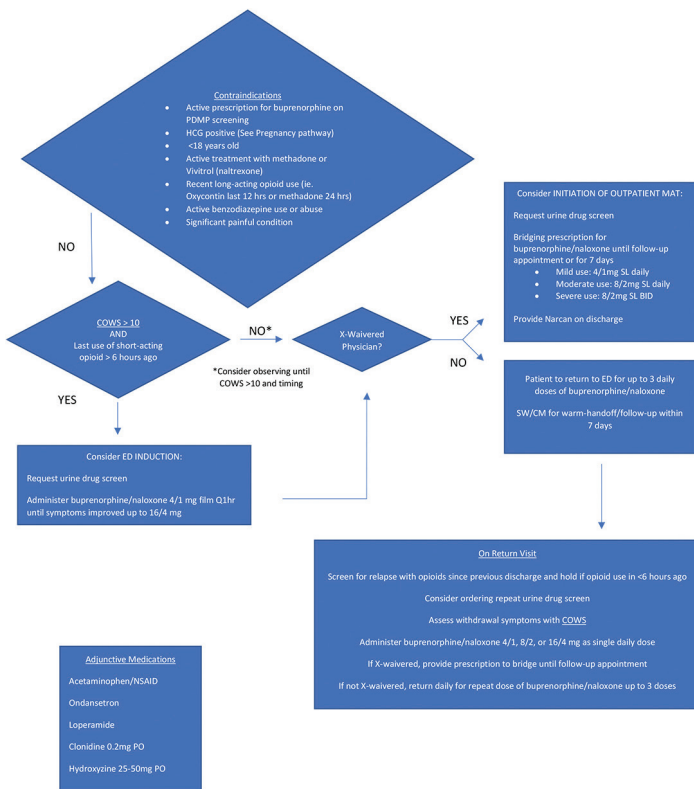 Contraindications
• Active prescription for buprenorphine on
PDMP screening
• HCG positive (See Pregnancy pathway)
• <18 years old
• Active treatment with methadone or
Vivitrol (naltrexone)
• Recent long-acting opioid use (ie.
Oxycontin last 12 hrs or methadone 24 hrs)
• Active benzodiazepine use or abuse
• Significant painful condition
NO
COWS > 10
AND
Last use of short-acting
opioid > 6 hours ago
NO*
*Consider observing until
COWS >10 and timing
YES
Consider ED INDUCTION:
Request urine drug screen
Administer buprenorphine/naloxone 4/1 mg film Q1hr
until symptoms improved up to 16/4 mg
X-Waivered
Physician?
YES
NO
Consider INITIATION OF OUTPATIENT MAT:
Request urine drug screen
Bridging prescription for
buprenorphine/naloxone until follow-up
appointment or for 7 days
• Mild use: 4/1mg SL daily
• Moderate use: 8/2mg SL daily
• Severe use: 8/2mg SL BID
Provide Narcan on discharge
Patient to return to ED for up to 3 daily
doses of buprenorphine/naloxone
SW/CM for warm-handoff/follow-up within
7 days
On Return Visit
Screen for relapse with opioids since previous discharge and hold if opioid use in <6 hours ago
Consider ordering repeat urine drug screen
Assess withdrawal symptoms with COWS
Administer buprenorphine/naloxone 4/1, 8/2, or 16/4 mg as single daily dose
If X-Waivered, provide prescription to bridge until follow-up appointment
If not X-waivered, return daily for repeat dose of buprenorphine/naloxone up to 3 doses
Adjunctive Medications
Acetaminophen/NSAID
Ondansetron
Loperamide
Clonidine 0.2mg PO
Hydroxyzine 25-50mg PO